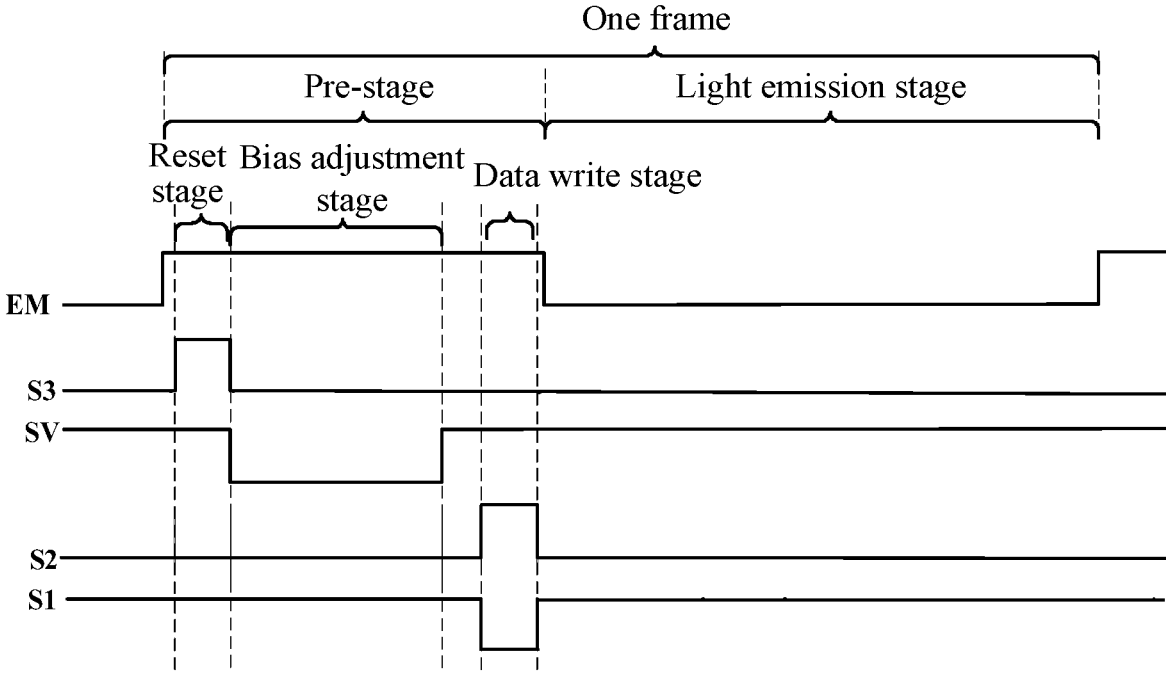 One frame
Pre-stage
Light emission stage
Reset
stage
Bias adjustment
stage
Data write stage
EM
S3
SV
S2
S1